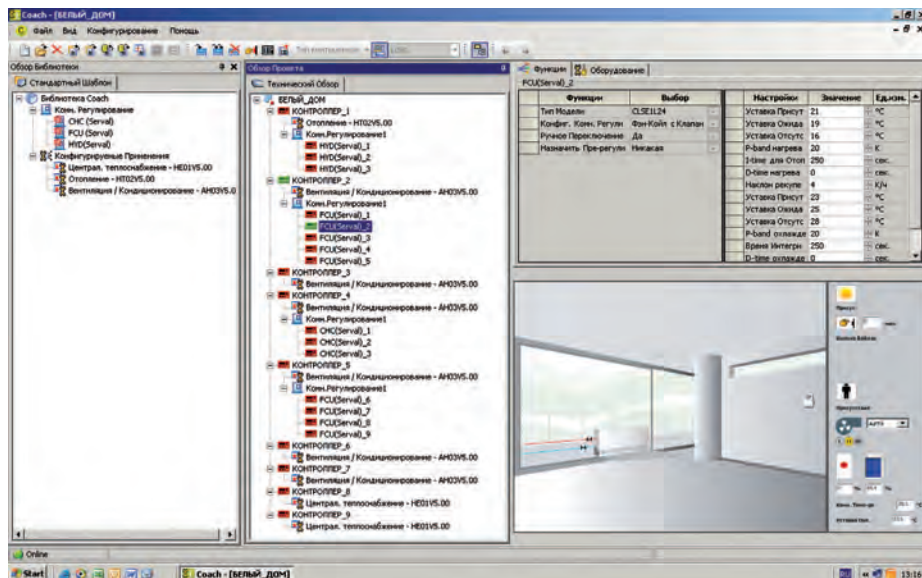 Coach - [БЕЛЫЙ_ДОМ]
Файл Вид Конфигурирование Помощь
Обзор Библиотеки
Стандартный Шаблон
Библиотека Coach
Комн. Регулирование
CHC (Serval)
FCU (Serval)
HYD(Serval)
Конфигурируемые Применения
Централ. теплоснабжение - HE01V5.00
Отопление - HT02V5.00
Вентиляция / Кондиционирование - AH03V5.0
Обзор Проекта
Технический Обзор
БЕЛЫЙ_ДОМ
КОНТРОЛЛЕР_1
Отопление - HT02V5.00
Комн.Регулирование1
HYD(Serval)_1
HYD(Serval)_2
HYD(Serval)_3
КОНТРОЛЛЕР_2
Вентиляция / Кондиционирование - AH03V5.00
Комн.Регулирование1
FCU(Serval)_1
FCU(Serval)_2
FCU(Serval)_3
FCU(Serval)_4
FCU(Serval)_5
КОНТРОЛЛЕР_3
Вентиляция / Кондиционирование - AH03V5.00
КОНТРОЛЛЕР_4
Вентиляция / Кондиционирование - AH03V5.00
Комн.Регулирование1
CHC(Serval)_1
CHC(Serval)_2
CHC(Serval)_3
КОНТРОЛЛЕР_5
Вентиляция / Кондиционирование - AH03V5.00
Комн.Регулирование1
FCU(Serval)_6
FCU(Serval)_7
FCU(Serval)_8
FCU(Serval)_9
КОНТРОЛЛЕР_6
Вентиляция / Кондиционирование - AH03V5.00
КОНТРОЛЛЕР_7
Вентиляция / Кондиционирование - AH03V5.00
КОНТРОЛЛЕР_8
Централ. теплоснабжение - HE01V5.00
КОНТРОЛЛЕР_9
Централ. теплоснабжение - HE01V5.00
Функции Оборудование
FCU(Serval)_2
Функции Выбор
Тип Модели CLSE1L24
Конфиг. Комн. Регули Фан-Койл с Клапан
Ручное Переключение Да
Назначить Пре-регули Никакая
Настройки Значение Ед.изм.
Уставка Присут 21 °C
Уставка Ожида 19 °C
Уставка Отсутс 16 °C
P-band нагрева 20 K
I-time для Отоп 250 сек.
D-time нагрева 0 сек.
Наклон рекупе 4 K/ч
Уставка Присут 23 °C
Уставка Ожида 25 °C
Уставка Отсутс 28 °C
P-band охлажде 20 K
Время Интегри 250 сек.
D-time охлажде 0 сек.
Присутствие
АВТО
Online
Start
Coach - [БЕЛЫЙ_ДОМ]